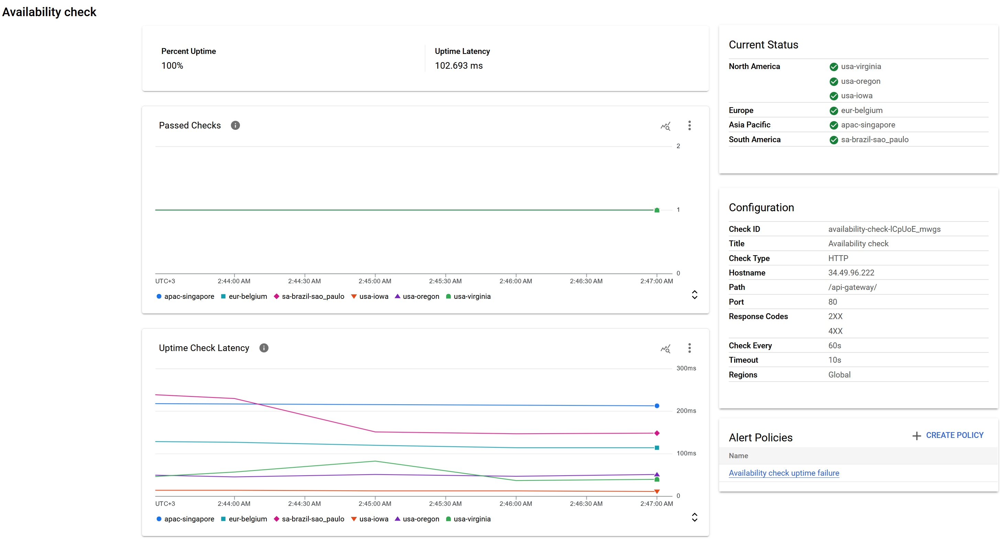 Availability check
Percent Uptime
100%
Uptime Latency
102.693 ms
Passed Checks
2
1
0
UTC+3 2:44:00 AM 2:44:30 AM 2:45:00 AM 2:45:30 AM 2:46:00 AM 2:46:30 AM 2:47:00 AM
apac-singapore eur-belgium sa-brazil-sao_paulo usa-iowa usa-oregon usa-virginia
Uptime Check Latency
300ms
200ms
100ms
0
UTC+3 2:44:00 AM 2:44:30 AM 2:45:00 AM 2:45:30 AM 2:46:00 AM 2:46:30 AM 2:47:00 AM
apac-singapore eur-belgium sa-brazil-sao_paulo usa-iowa usa-oregon usa-virginia
Current Status
North America usa-virginia
usa-oregon
usa-iowa
Europe eur-belgium
Asia Pacific apac-singapore
South America sa-brazil-sao_paulo
Configuration
Check ID availability-check-lCpUoE_mwgs
Title Availability check
Check Type HTTP
Hostname 34.49.96.222
Path /api-gateway/
Port 80
Response Codes 2XX
4XX
Check Every 60s
Timeout 10s
Regions Global
Alert Policies
CREATE POLICY
Name
Availability check uptime failure